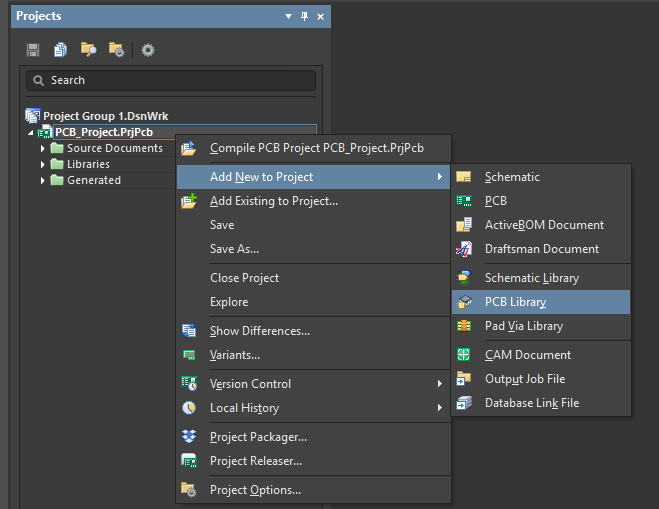 Projects
Search
Project Group 1.DsnWrk
PCB_Project.PrjPcb
Source Documents
Libraries
Generated
Compile PCB Project PCB_Project.PrjPcb
Add New to Project
Add Existing to Project...
Save
Save As...
Close Project
Explore
Show Differences...
Variants...
Version Control
Local History
Project Packager...
Project Releaser...
Project Options...
Schematic
PCB
ActiveBOM Document
Draftsman Document
Schematic Library
PCB Library
Pad Via Library
CAM Document
Output Job File
Database Link File